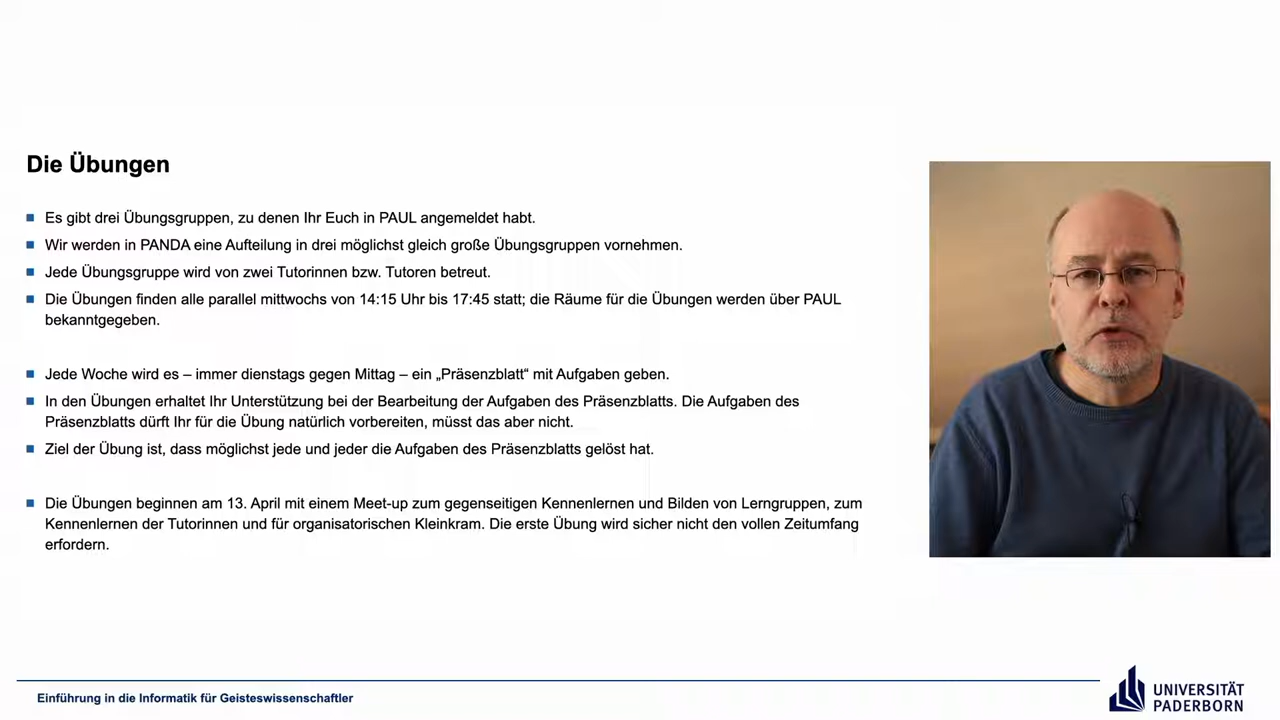 Die Übungen
Es gibt drei Übungsgruppen, zu denen Ihr Euch in PAUL angemeldet habt.
Wir werden in PANDA eine Aufteilung in drei möglichst gleich große Übungsgruppen vornehmen.
Jede Übungsgruppe wird von zwei Tutorinnen bzw. Tutoren betreut.
Die Übungen finden alle parallel mittwochs von 14:15 Uhr bis 17:45 statt; die Räume für die Übungen werden über PAUL
bekanntgegeben.
Jede Woche wird es – immer dienstags gegen Mittag – ein „Präsenzblatt“ mit Aufgaben geben.
In den Übungen erhaltet Ihr Unterstützung bei der Bearbeitung der Aufgaben des Präsenzblatts. Die Aufgaben des
Präsenzblatts dürft Ihr für die Übung natürlich vorbereiten, müsst das aber nicht.
Ziel der Übung ist, dass möglichst jede und jeder die Aufgaben des Präsenzblatts gelöst hat.
Die Übungen beginnen am 13. April mit einem Meet-up zum gegenseitigen Kennenlernen und Bilden von Lerngruppen, zum
Kennenlernen der Tutorinnen und für organisatorischen Kleinkram. Die erste Übung wird sicher nicht den vollen Zeitumfang
erfordern.
Einführung in die Informatik für Geisteswissenschaftler
UNIVERSITÄT
PADERBORN